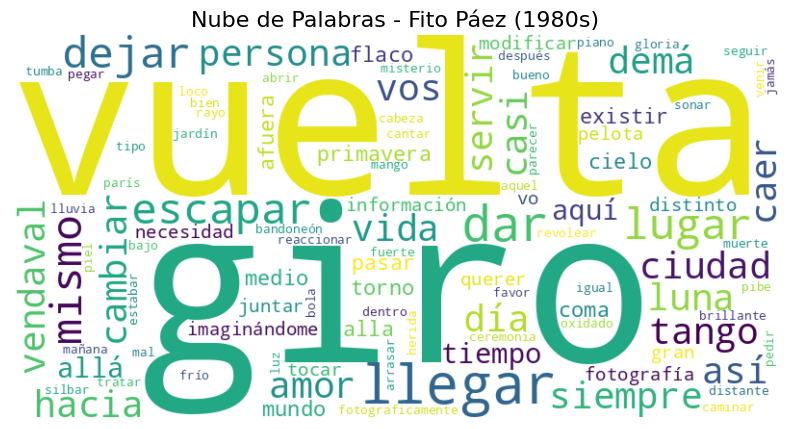 Nube de Palabras - Fito Páez (1980s)
dejar persona flaco modificar después piano gloria demá seguir
tumba pegar abrir misterio vos servir casi bueno venir jamás
vuelta
loco bien rayo afuera cabeza cantar existir sonar
jardín primavera pelota parecer
tipo mango cielo caer
parís aquel
escapar información vo aquí distinto lugar
lluvia vendaval mismo cambiar necesidad bandoneón vida dar revolear
piel bajo reaccionar fuerte muerte
giro
estabar medio pasar querer día igual ciudad
juntar torno bola dentro favor coma luna pibe
imaginándome alla herida ceremonia oxidado brillante tango
mañana mal tiempo gran pedir
allá frío luz tocar arrasar fotografía así
silbar tratar amor llegar siempre distante
hacia mundo fotograficamente caminar